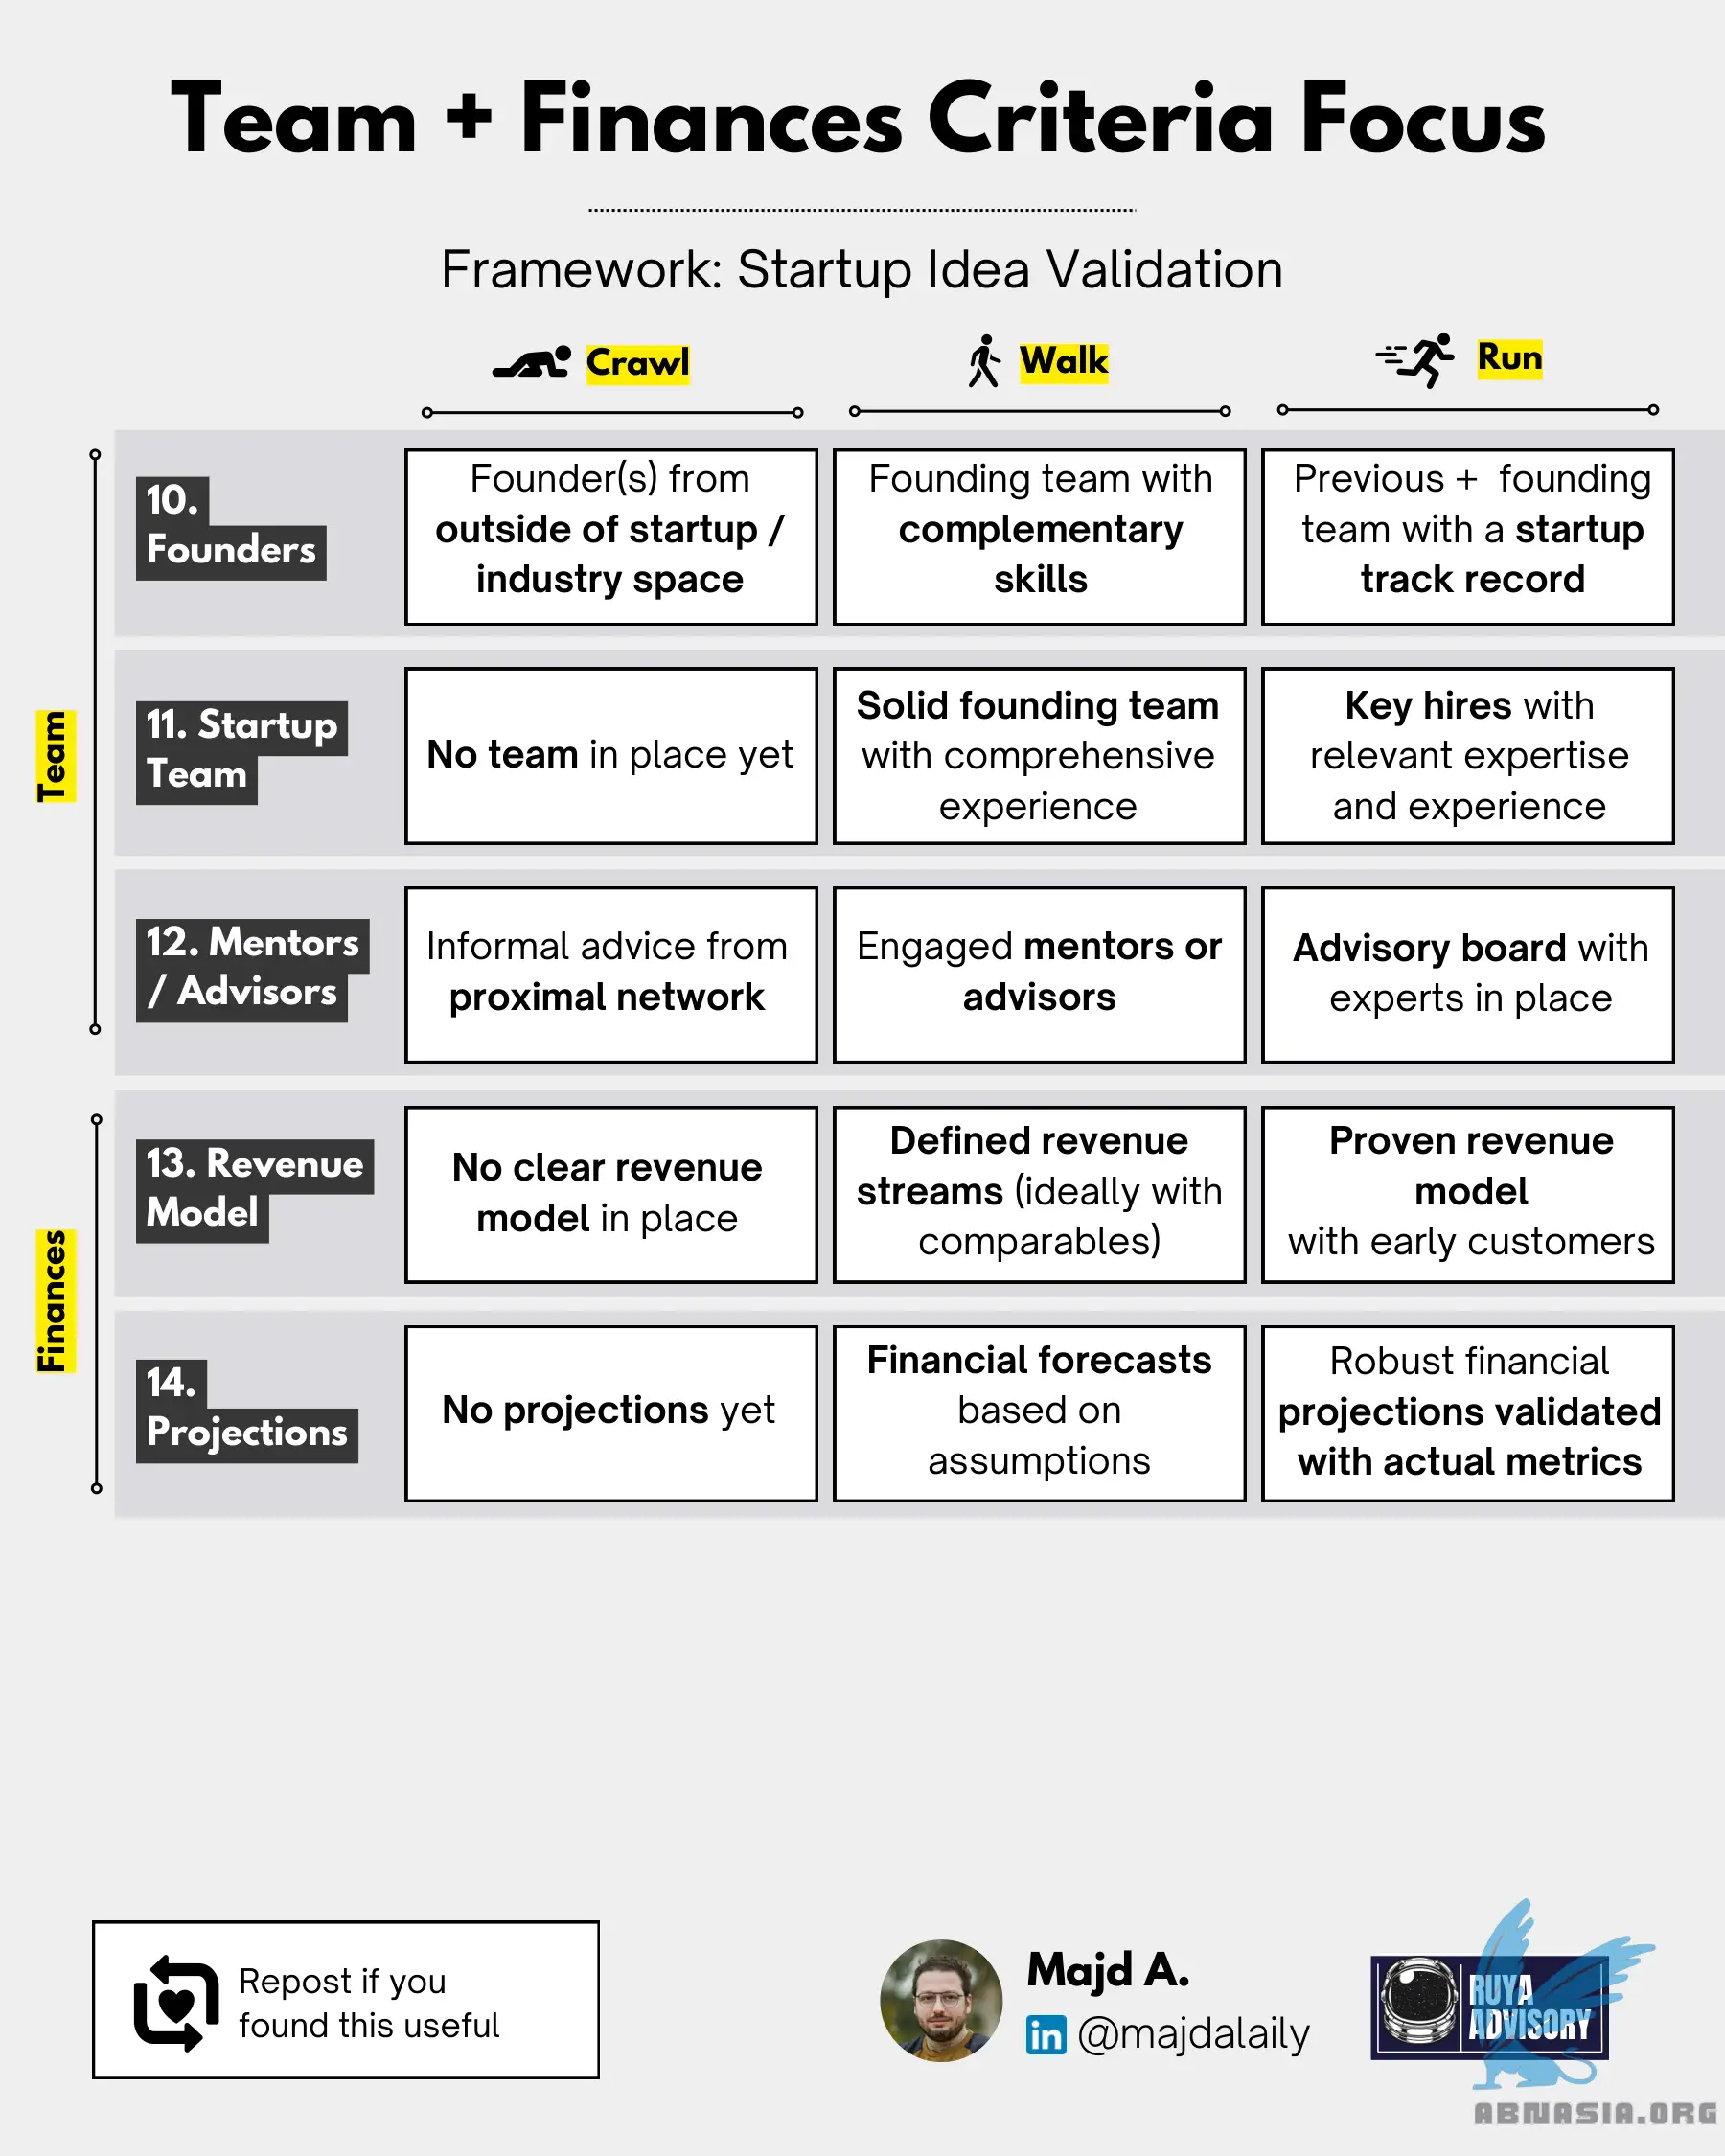 Team + Finances Criteria Focus
Framework: Startup Idea Validation
Crawl
Walk
Run
Team
10.
Founders
Founder(s) from
outside of startup /
industry space
Founding team with
complementary
skills
Previous + founding
team with a startup
track record
11. Startup
Team
No team in place yet
Solid founding team
with comprehensive
experience
Key hires with
relevant expertise
and experience
12. Mentors
/ Advisors
Informal advice from
proximal network
Engaged mentors or
advisors
Advisory board with
experts in place
Finances
13. Revenue
Model
No clear revenue
model in place
Defined revenue
streams (ideally with
comparables)
Proven revenue
model
with early customers
14.
Projections
No projections yet
Financial forecasts
based on
assumptions
Robust financial
projections validated
with actual metrics
Repost if you
found this useful
Majd A.
in @majdalaily
RUYA
ADVISORY
ABNASIA.ORG